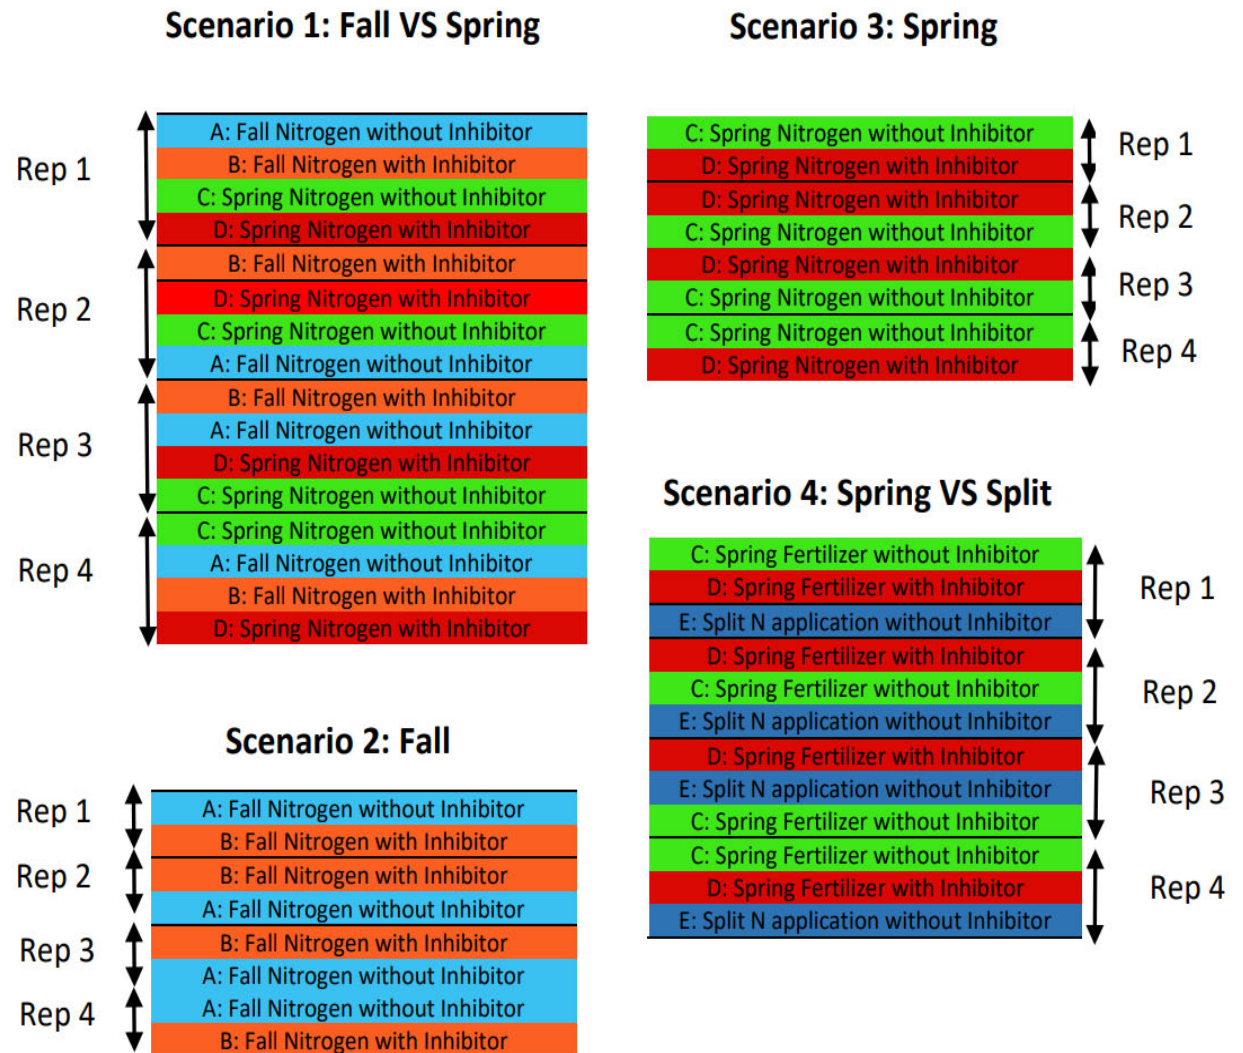 Scenario 1: Fall VS Spring
Rep 1
A: Fall Nitrogen without Inhibitor
B: Fall Nitrogen with Inhibitor
C: Spring Nitrogen without Inhibitor
D: Spring Nitrogen with Inhibitor
Rep 2
B: Fall Nitrogen with Inhibitor
D: Spring Nitrogen with Inhibitor
C: Spring Nitrogen without Inhibitor
A: Fall Nitrogen without Inhibitor
Rep 3
B: Fall Nitrogen with Inhibitor
A: Fall Nitrogen without Inhibitor
D: Spring Nitrogen with Inhibitor
C: Spring Nitrogen without Inhibitor
Rep 4
C: Spring Nitrogen without Inhibitor
A: Fall Nitrogen without Inhibitor
B: Fall Nitrogen with Inhibitor
D: Spring Nitrogen with Inhibitor
Scenario 2: Fall
Rep 1
A: Fall Nitrogen without Inhibitor
B: Fall Nitrogen with Inhibitor
Rep 2
B: Fall Nitrogen with Inhibitor
A: Fall Nitrogen without Inhibitor
Rep 3
B: Fall Nitrogen with Inhibitor
A: Fall Nitrogen without Inhibitor
Rep 4
A: Fall Nitrogen without Inhibitor
B: Fall Nitrogen with Inhibitor
Scenario 3: Spring
C: Spring Nitrogen without Inhibitor
D: Spring Nitrogen with Inhibitor
Rep 1
D: Spring Nitrogen with Inhibitor
C: Spring Nitrogen without Inhibitor
Rep 2
D: Spring Nitrogen with Inhibitor
C: Spring Nitrogen without Inhibitor
Rep 3
C: Spring Nitrogen without Inhibitor
D: Spring Nitrogen with Inhibitor
Rep 4
Scenario 4: Spring VS Split
C: Spring Fertilizer without Inhibitor
D: Spring Fertilizer with Inhibitor
E: Split N application without Inhibitor
Rep 1
D: Spring Fertilizer with Inhibitor
C: Spring Fertilizer without Inhibitor
E: Split N application without Inhibitor
Rep 2
D: Spring Fertilizer with Inhibitor
E: Split N application without Inhibitor
C: Spring Fertilizer without Inhibitor
Rep 3
C: Spring Fertilizer without Inhibitor
D: Spring Fertilizer with Inhibitor
E: Split N application without Inhibitor
Rep 4